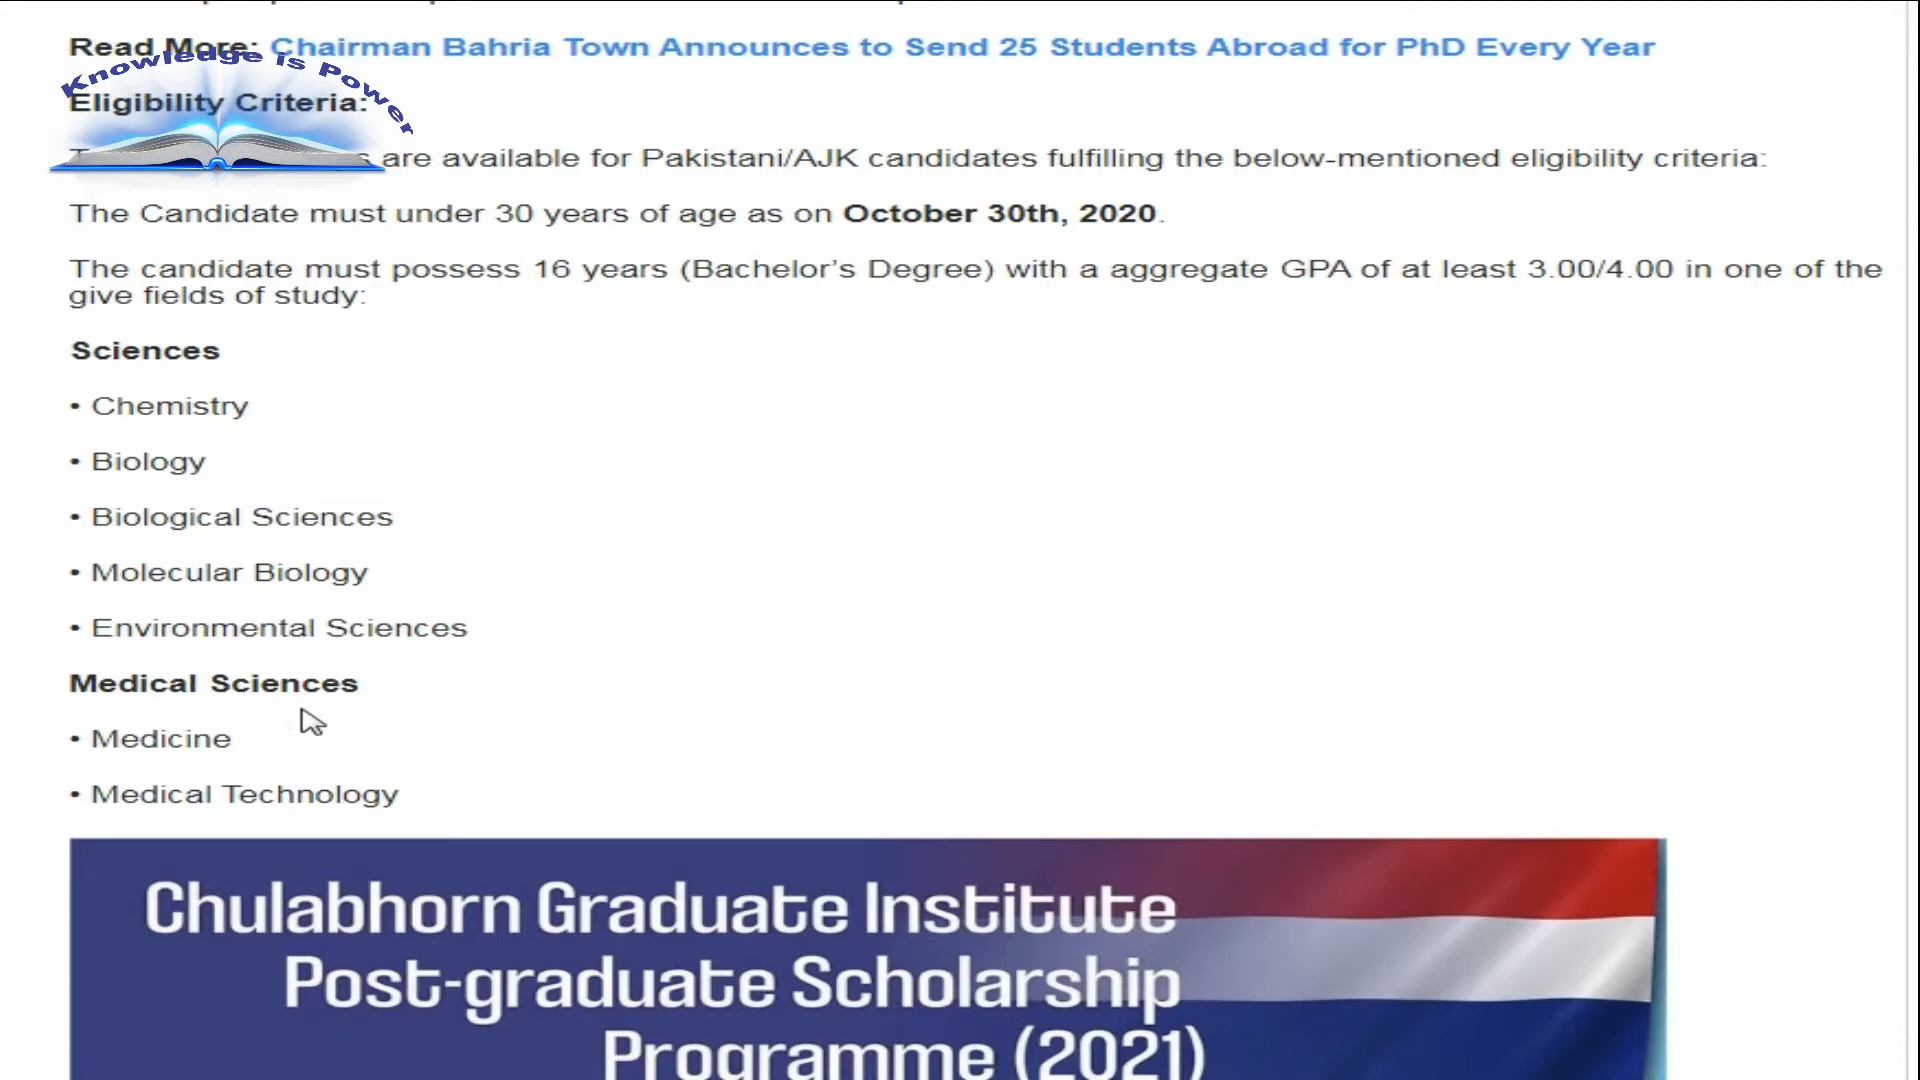 Read More: Chairman Bahria Town Announces to Send 25 Students Abroad for PhD Every Year
Knowledge is Power
Eligibility Criteria:
are available for Pakistani/AJK candidates fulfilling the below-mentioned eligibility criteria:
The Candidate must under 30 years of age as on October 30th, 2020.
The candidate must possess 16 years (Bachelor’s Degree) with a aggregate GPA of at least 3.00/4.00 in one of the
give fields of study:
Sciences
• Chemistry
• Biology
• Biological Sciences
• Molecular Biology
• Environmental Sciences
Medical Sciences
• Medicine
• Medical Technology
Chulabhorn Graduate Institute
Post-graduate Scholarship
Programme (2021)